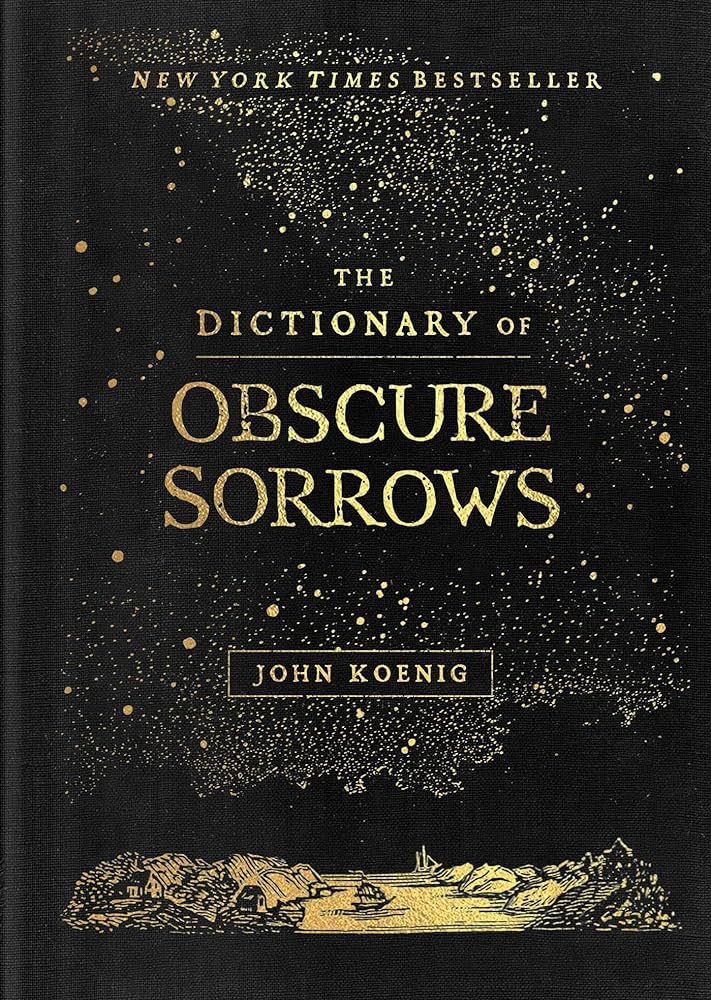 NEW YORK TIMES BESTSELLER
THE
DICTIONARY OF
OBSCURE
SORROWS
JOHN KOENIG